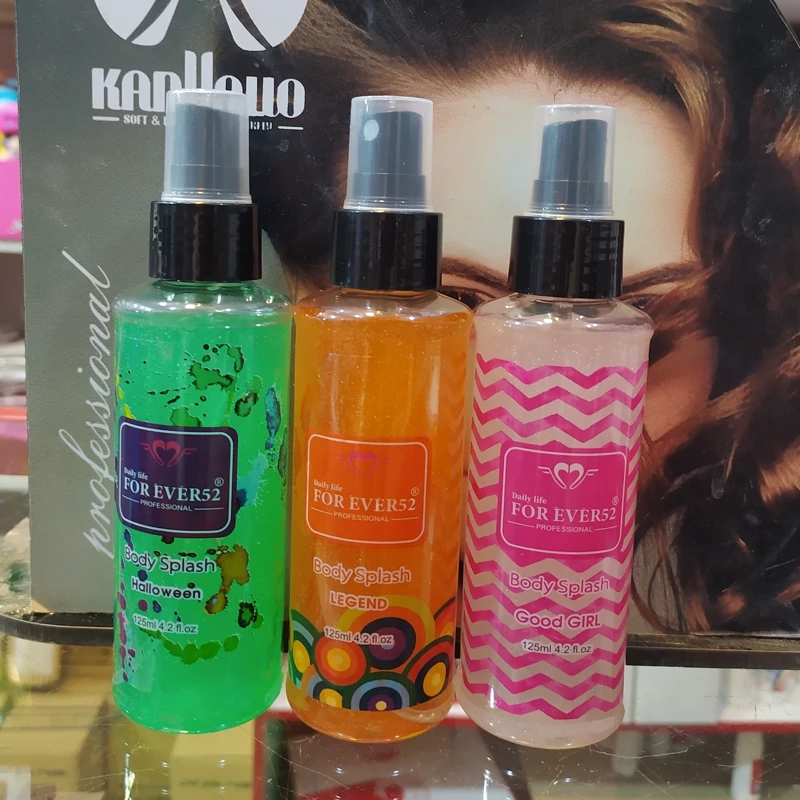 professional
Daily life
FOR EVER52®
PROFESSIONAL
Body Splash
Halloween
125ml 4.2 fl.oz
Daily life
FOR EVER52®
PROFESSIONAL
Body Splash
LEGEND
125ml 4.2 fl.oz
Daily life
FOR EVER52®
PROFESSIONAL
Body Splash
Good GIRL
125ml 4.2 fl.oz
SOFT &